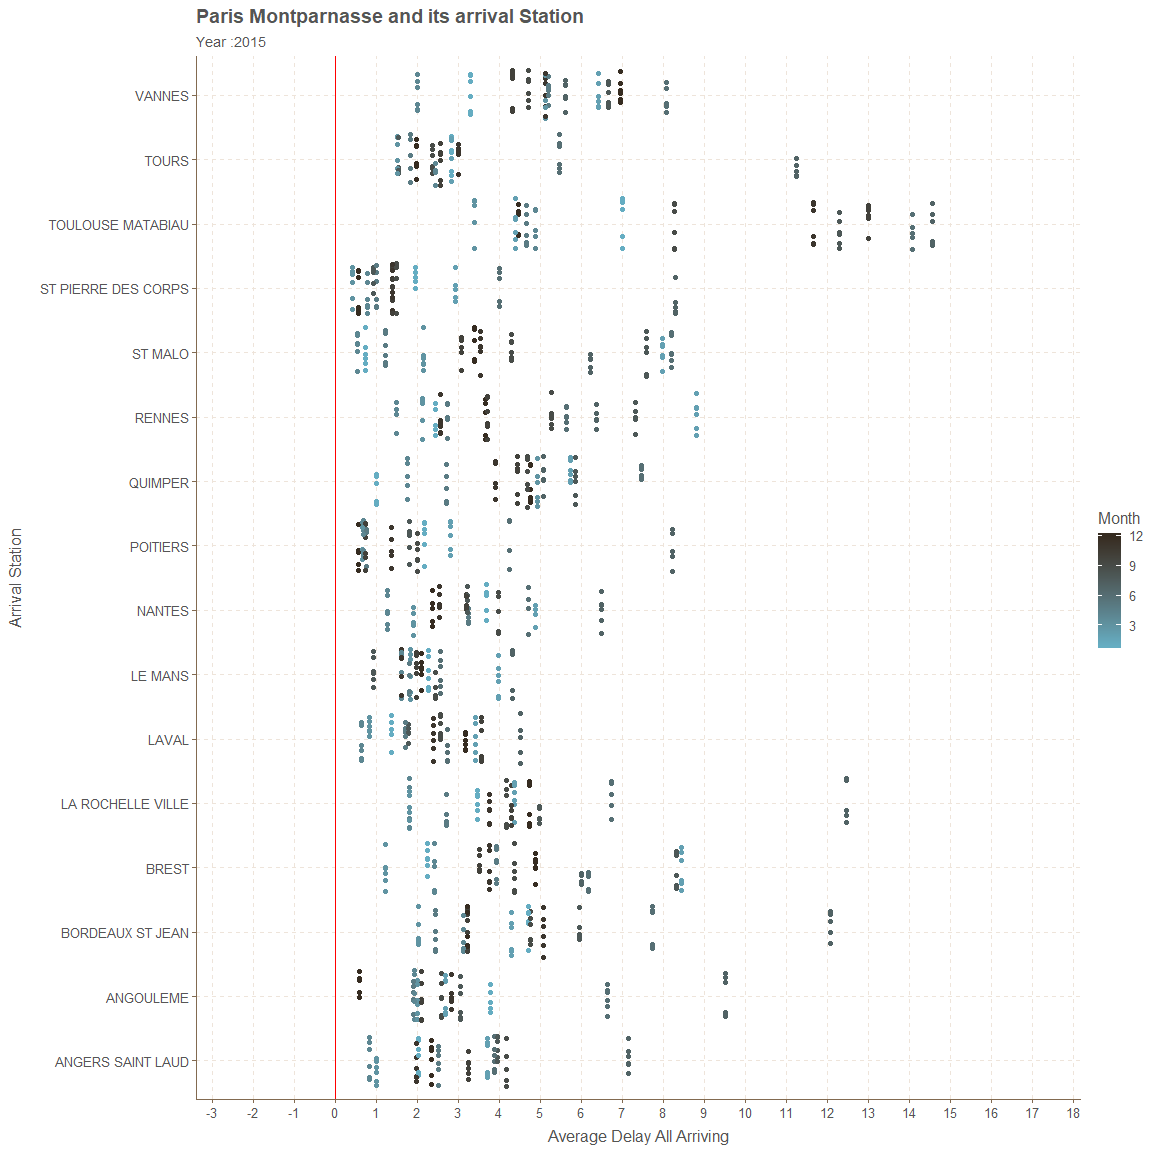 Paris Montparnasse and its arrival Station
Year :2015
VANNES
TOURS
TOULOUSE MATABIAU
ST PIERRE DES CORPS
ST MALO
RENNES
QUIMPER
POITIERS
NANTES
LE MANS
LAVAL
LA ROCHELLE VILLE
BREST
BORDEAUX ST JEAN
ANGOULEME
ANGERS SAINT LAUD
Arrival Station
-3 -2 -1 0 1 2 3 4 5 6 7 8 9 10 11 12 13 14 15 16 17 18
Average Delay All Arriving
Month
12
9
6
3